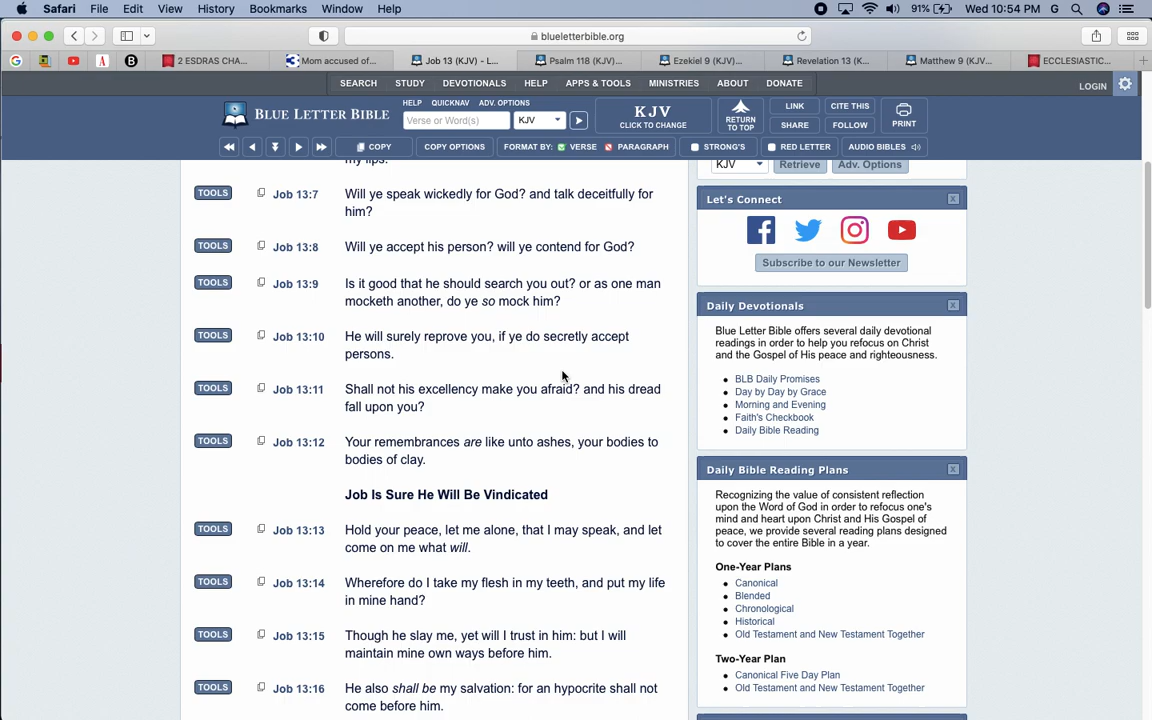 Safari File Edit View History Bookmarks Window Help 91% Wed 10:54 PM G
blueletterbible.org
2 ESDRAS CHA... Mom accused of... Job 13 (KJV) - L... Psalm 118 (KJV)... Ezekiel 9 (KJV)... Revelation 13 (K... Matthew 9 (KJV... ECCLESIASTIC...
SEARCH STUDY DEVOTIONALS HELP APPS & TOOLS MINISTRIES ABOUT DONATE LOGIN
BLUE LETTER BIBLE
HELP QUICKNAV ADV. OPTIONS
Verse or Word(s) KJV
KJV
CLICK TO CHANGE
RETURN
TO TOP
LINK CITE THIS
SHARE FOLLOW
PRINT
COPY COPY OPTIONS FORMAT BY: VERSE PARAGRAPH STRONG'S RED LETTER AUDIO BIBLES
my lips.
TOOLS Job 13:7 Will ye speak wickedly for God? and talk deceitfully for
him?
TOOLS Job 13:8 Will ye accept his person? will ye contend for God?
TOOLS Job 13:9 Is it good that he should search you out? or as one man
mocketh another, do ye so mock him?
TOOLS Job 13:10 He will surely reprove you, if ye do secretly accept
persons.
TOOLS Job 13:11 Shall not his excellency make you afraid? and his dread
fall upon you?
TOOLS Job 13:12 Your remembrances are like unto ashes, your bodies to
bodies of clay.
Job Is Sure He Will Be Vindicated
TOOLS Job 13:13 Hold your peace, let me alone, that I may speak, and let
come on me what will.
TOOLS Job 13:14 Wherefore do I take my flesh in my teeth, and put my life
in mine hand?
TOOLS Job 13:15 Though he slay me, yet will I trust in him: but I will
maintain mine own ways before him.
TOOLS Job 13:16 He also shall be my salvation: for an hypocrite shall not
come before him.
KJV Retrieve Adv. Options
Let's Connect
Subscribe to our Newsletter
Daily Devotionals
Blue Letter Bible offers several daily devotional
readings in order to help you refocus on Christ
and the Gospel of His peace and righteousness.
BLB Daily Promises
Day by Day by Grace
Morning and Evening
Faith's Checkbook
Daily Bible Reading
Daily Bible Reading Plans
Recognizing the value of consistent reflection
upon the Word of God in order to refocus one's
mind and heart upon Christ and His Gospel of
peace, we provide several reading plans designed
to cover the entire Bible in a year.
One-Year Plans
Canonical
Blended
Chronological
Historical
Old Testament and New Testament Together
Two-Year Plan
Canonical Five Day Plan
Old Testament and New Testament Together